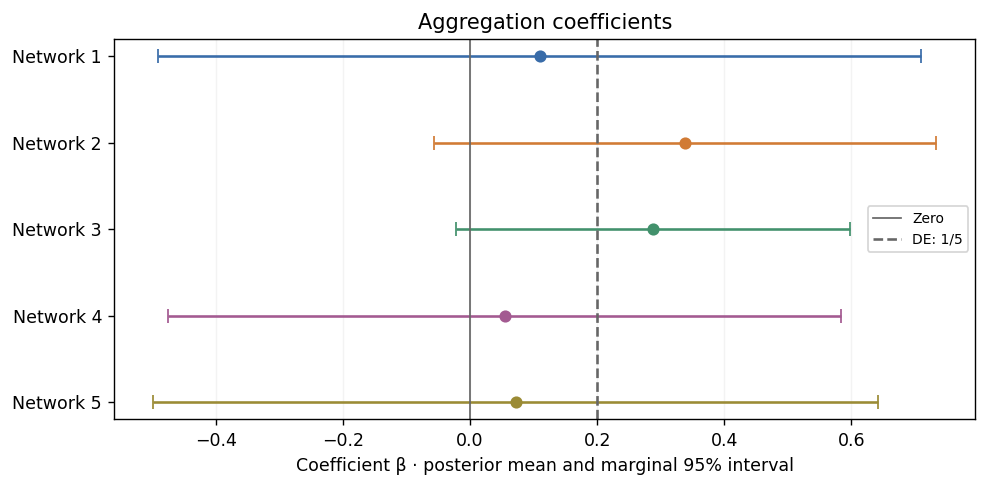 Aggregation coefficients
Network 1
Network 2
Network 3
Network 4
Network 5
Zero
DE: 1/5
−0.4 −0.2 0.0 0.2 0.4 0.6
Coefficient β · posterior mean and marginal 95% interval